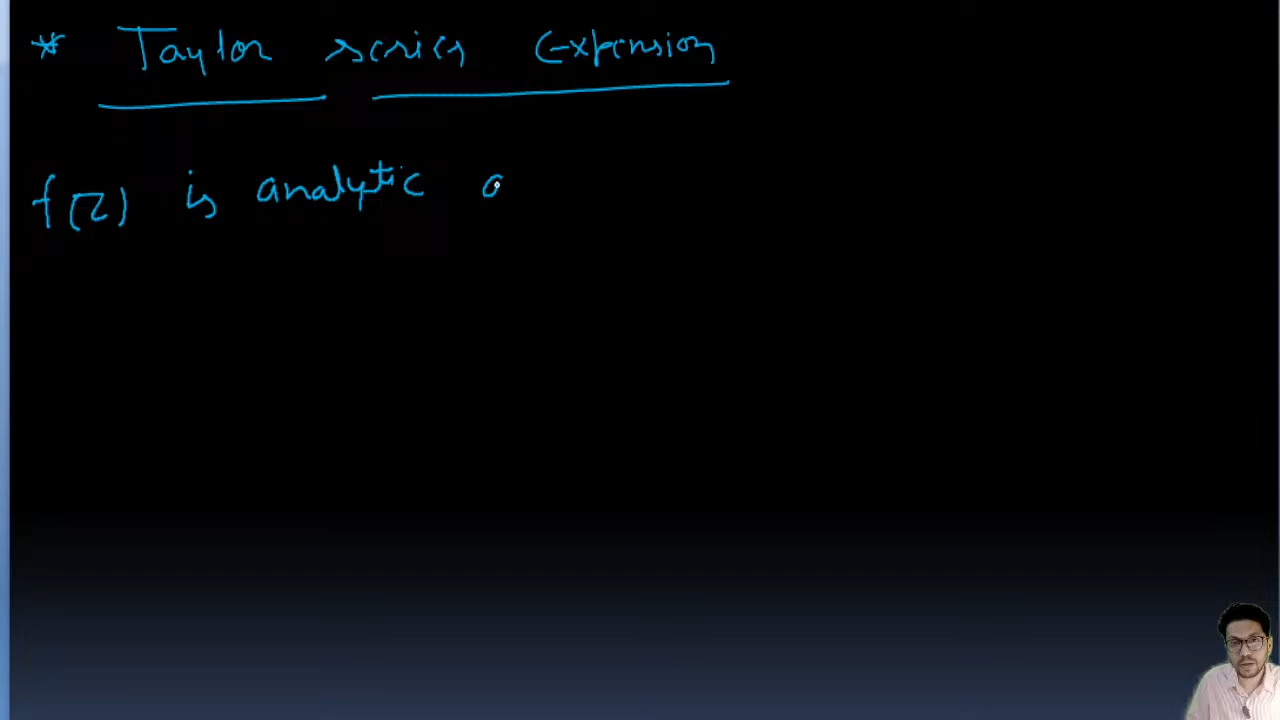 * Taylor series Expansion
f(z) is analytic a